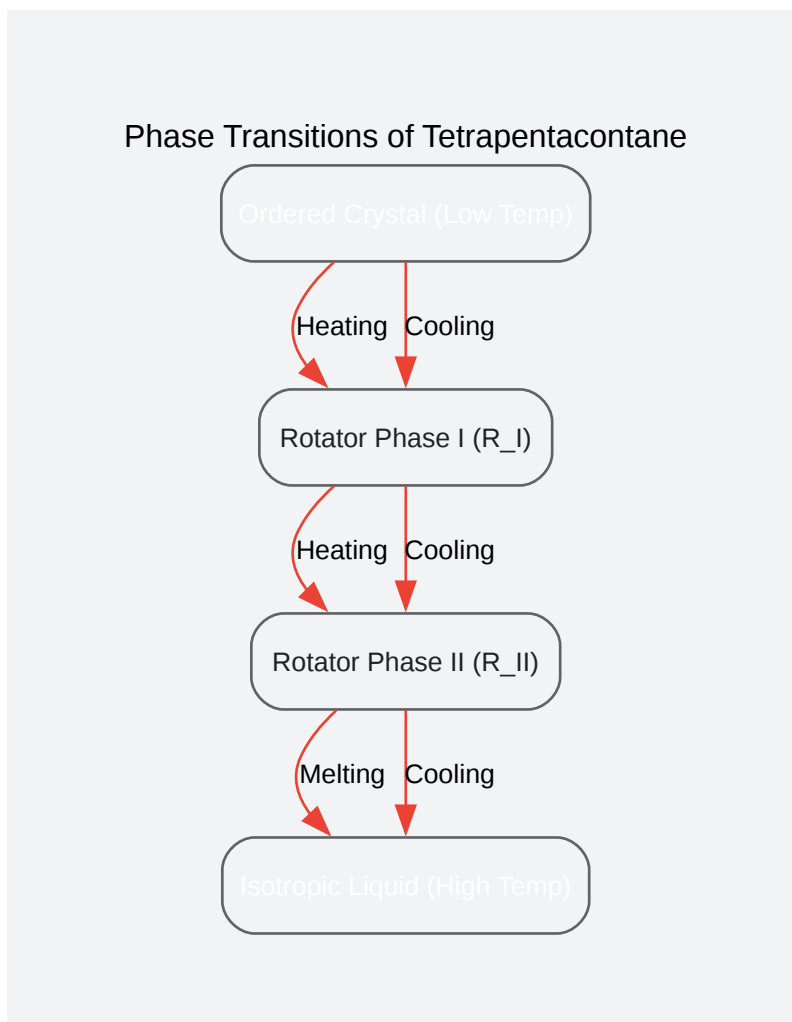 Phase Transitions of Tetrapentacontane
Ordered Crystal (Low Temp)
Heating
Cooling
Rotator Phase I (R_I)
Heating
Cooling
Rotator Phase II (R_II)
Melting
Cooling
Isotropic Liquid (High Temp)